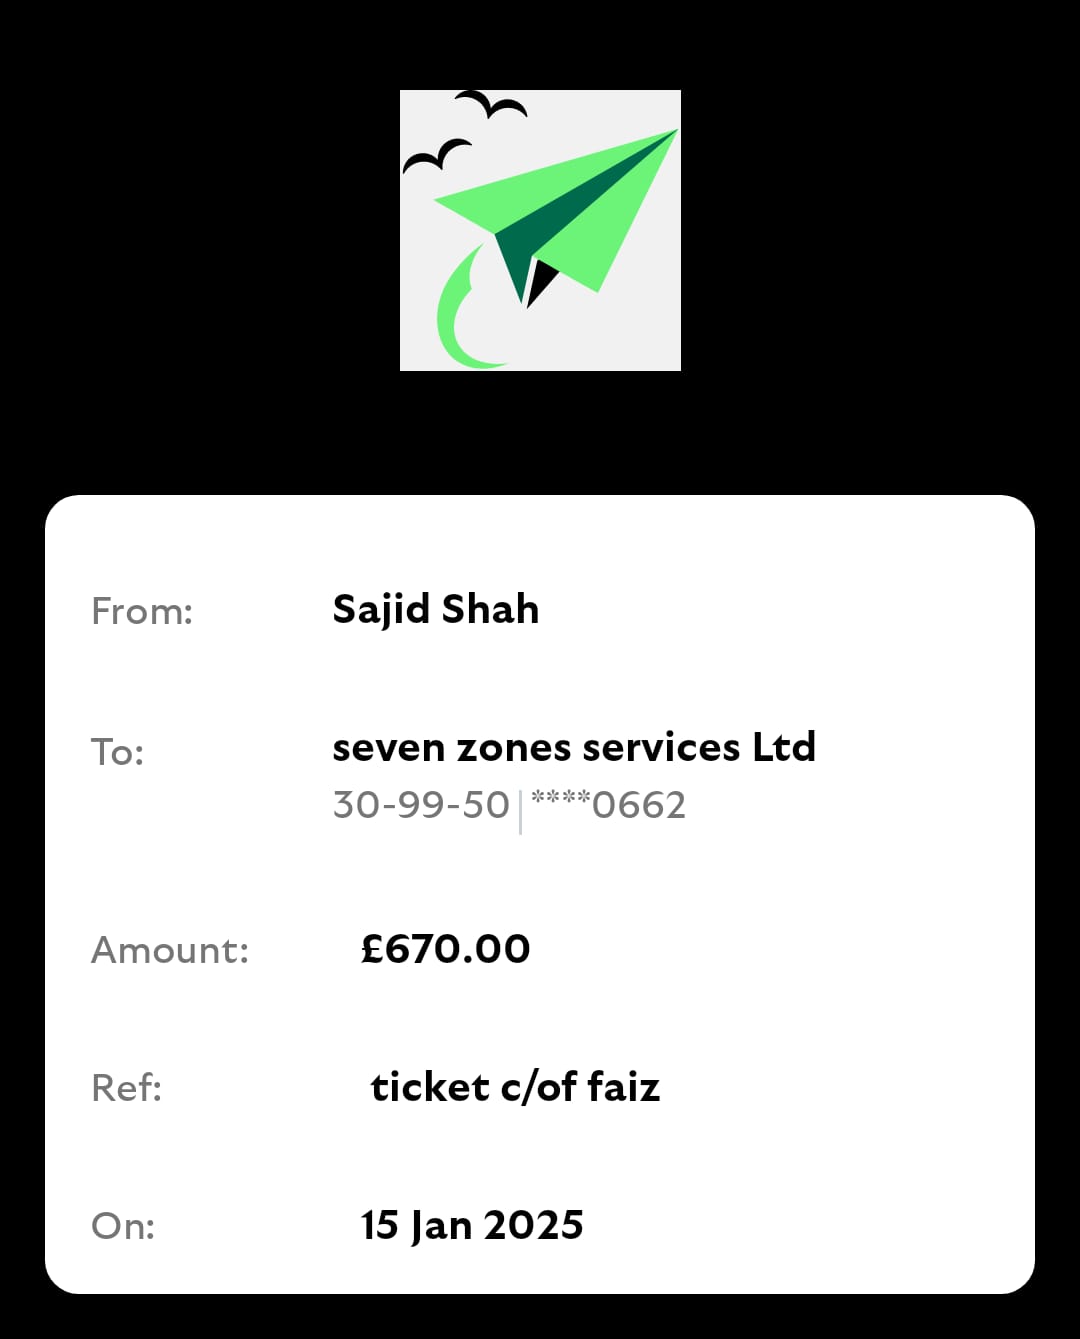 From: Sajid Shah
To: seven zones services Ltd
30-99-50 | ****0662
Amount: £670.00
Ref: ticket c/of faiz
On: 15 Jan 2025